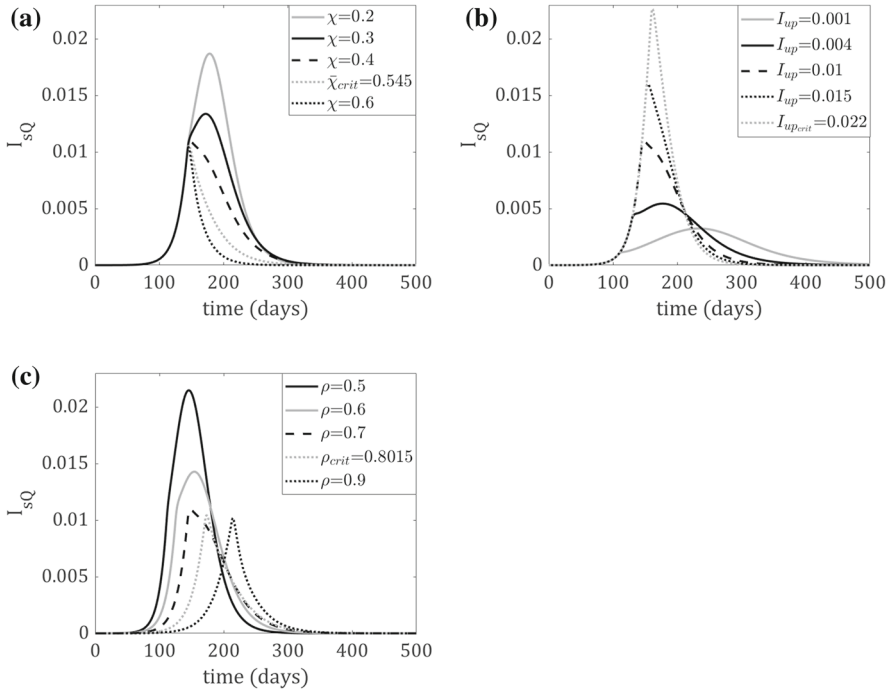 (a)
0.02
0.015
0.01
0.005
0
I_sQ
χ=0.2
χ=0.3
χ=0.4
χ̄_crit=0.545
χ=0.6
0 100 200 300 400 500
time (days)
(b)
0.02
0.015
0.01
0.005
0
I_sQ
I_up=0.001
I_up=0.004
I_up=0.01
I_up=0.015
I_up_crit=0.022
0 100 200 300 400 500
time (days)
(c)
0.02
0.015
0.01
0.005
0
I_sQ
ρ=0.5
ρ=0.6
ρ=0.7
ρ_crit=0.8015
ρ=0.9
0 100 200 300 400 500
time (days)